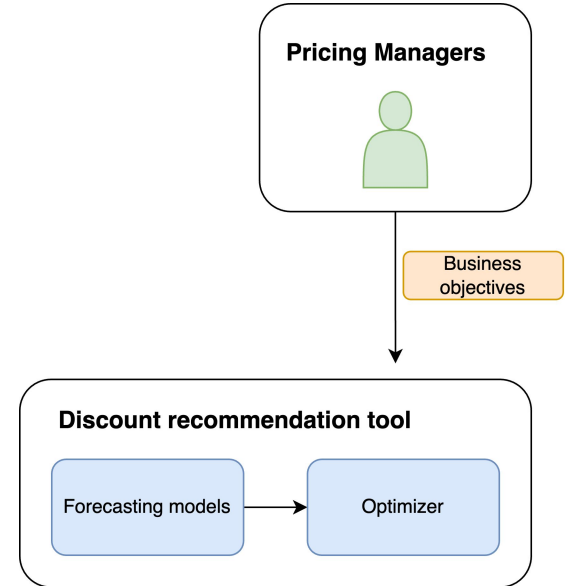 Pricing Managers
Business
objectives
Discount recommendation tool
Forecasting models
Optimizer